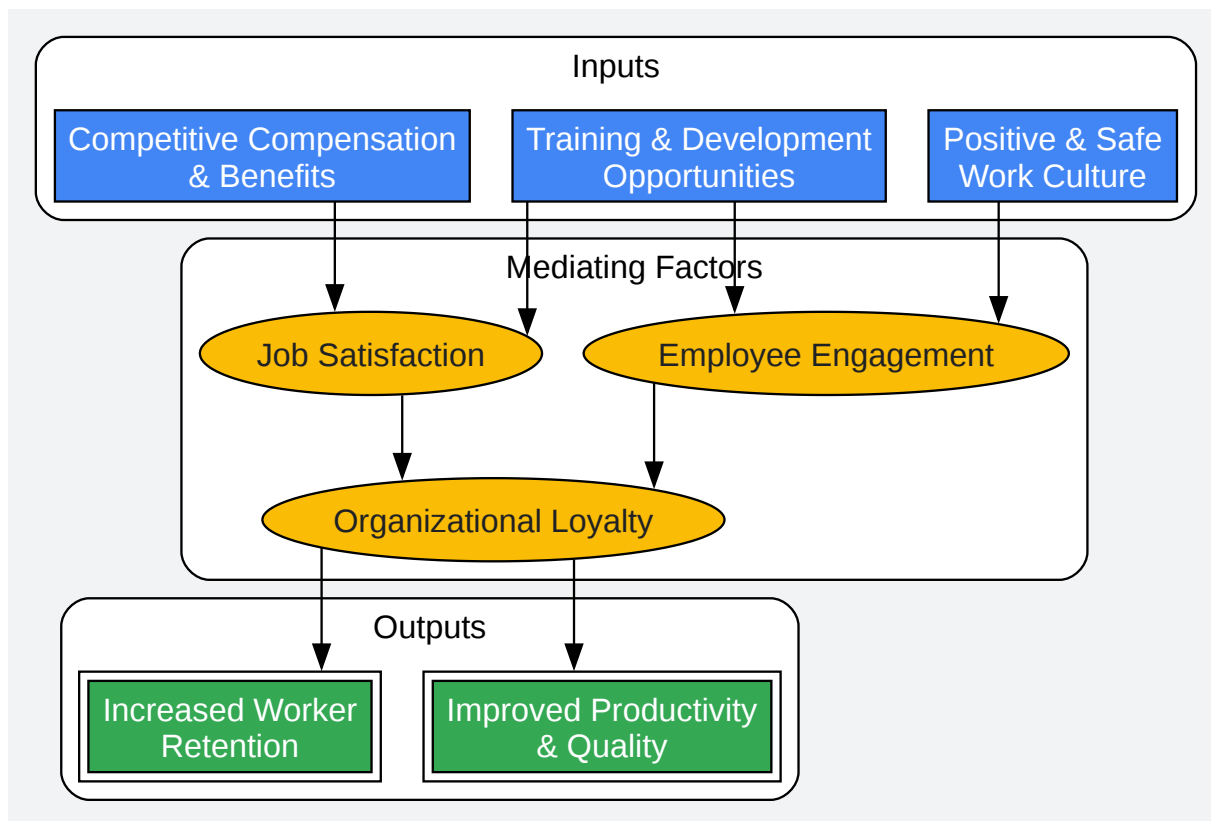 Inputs
Competitive Compensation
& Benefits
Training & Development
Opportunities
Positive & Safe
Work Culture
Mediating Factors
Job Satisfaction
Employee Engagement
Organizational Loyalty
Outputs
Increased Worker
Retention
Improved Productivity
& Quality